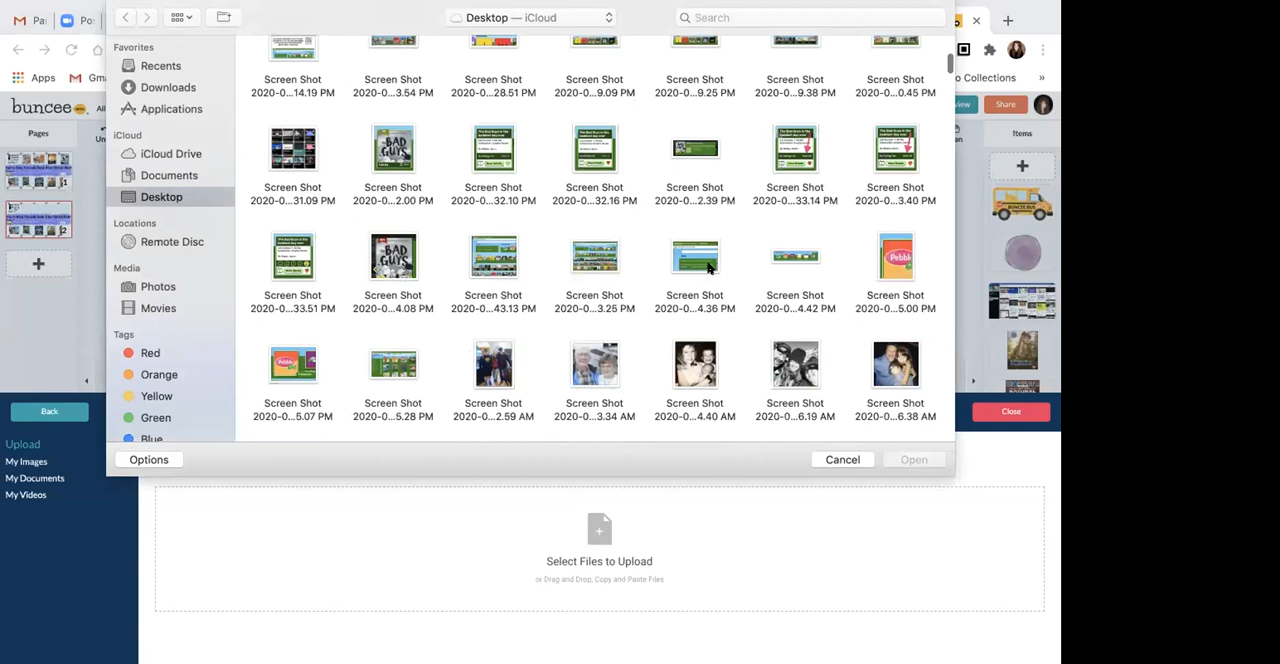 Desktop — iCloud
Search
Favorites
Recents
Downloads
Applications
iCloud
iCloud Drive
Documents
Desktop
Locations
Remote Disc
Media
Photos
Movies
Tags
Red
Orange
Yellow
Green
Blue
Screen Shot Screen Shot Screen Shot Screen Shot Screen Shot Screen Shot Screen Shot
2020-0...14.19 PM 2020-0...3.54 PM 2020-0...28.51 PM 2020-0...9.09 PM 2020-0...9.25 PM 2020-0...9.38 PM 2020-0...0.45 PM
BAD GUYS
Screen Shot Screen Shot Screen Shot Screen Shot Screen Shot Screen Shot Screen Shot
2020-0...31.09 PM 2020-0...2.00 PM 2020-0...32.10 PM 2020-0...32.16 PM 2020-0...2.39 PM 2020-0...33.14 PM 2020-0...3.40 PM
BAD GUYS
Pebbl
Screen Shot Screen Shot Screen Shot Screen Shot Screen Shot Screen Shot Screen Shot
2020-0...33.51 PM 2020-0...4.08 PM 2020-0...43.13 PM 2020-0...3.25 PM 2020-0...4.36 PM 2020-0...4.42 PM 2020-0...5.00 PM
Screen Shot Screen Shot Screen Shot Screen Shot Screen Shot Screen Shot Screen Shot
2020-0...5.07 PM 2020-0...5.28 PM 2020-0...2.59 AM 2020-0...3.34 AM 2020-0...4.40 AM 2020-0...6.19 AM 2020-0...6.38 AM
Options
Cancel
Open
Apps
buncee
All
Pages
1
2
o Collections
»
Share
Items
BUNCEE BUS
Back
Close
Upload
My Images
My Documents
My Videos
Select Files to Upload
or Drag and Drop, Copy and Paste Files